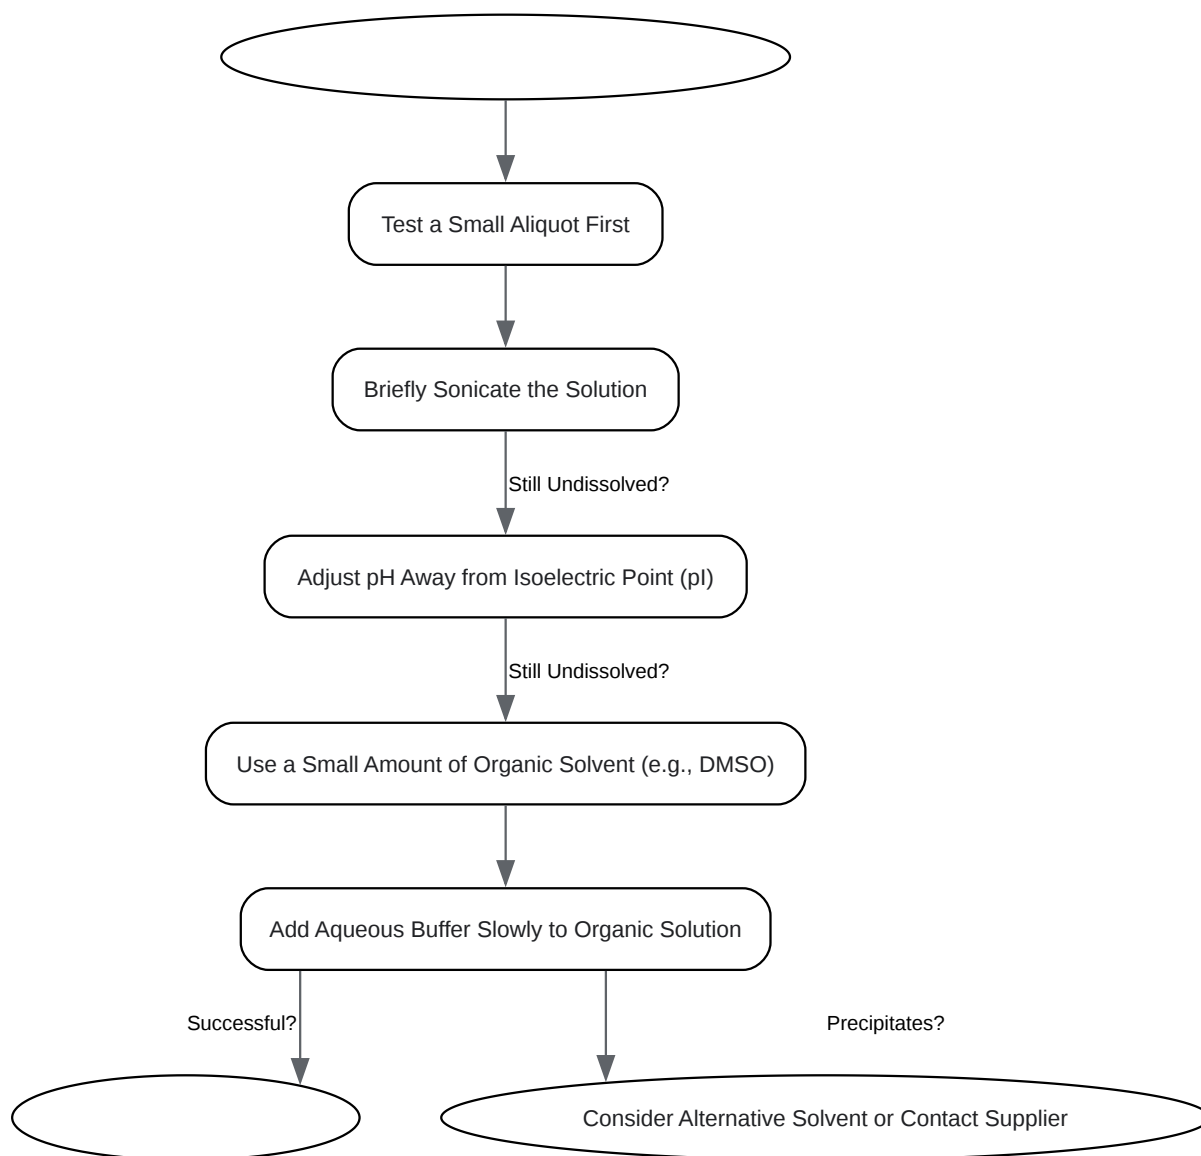 Test a Small Aliquot First
Briefly Sonicate the Solution
Still Undissolved?
Adjust pH Away from Isoelectric Point (pI)
Still Undissolved?
Use a Small Amount of Organic Solvent (e.g., DMSO)
Add Aqueous Buffer Slowly to Organic Solution
Successful?
Precipitates?
Consider Alternative Solvent or Contact Supplier